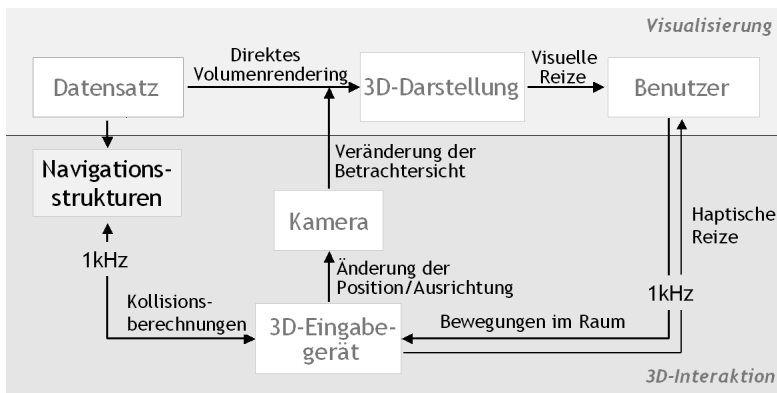 Visualisierung
Direktes
Volumenrendering
Visuelle
Reize
Datensatz
3D-Darstellung
Benutzer
Navigations-
strukturen
Veränderung der
Betrachtersicht
Kamera
Haptische
Reize
1kHz
Änderung der
Position/Ausrichtung
1kHz
Kollisions-
berechnungen
3D-Eingabe-
gerät
Bewegungen im Raum
3D-Interaktion